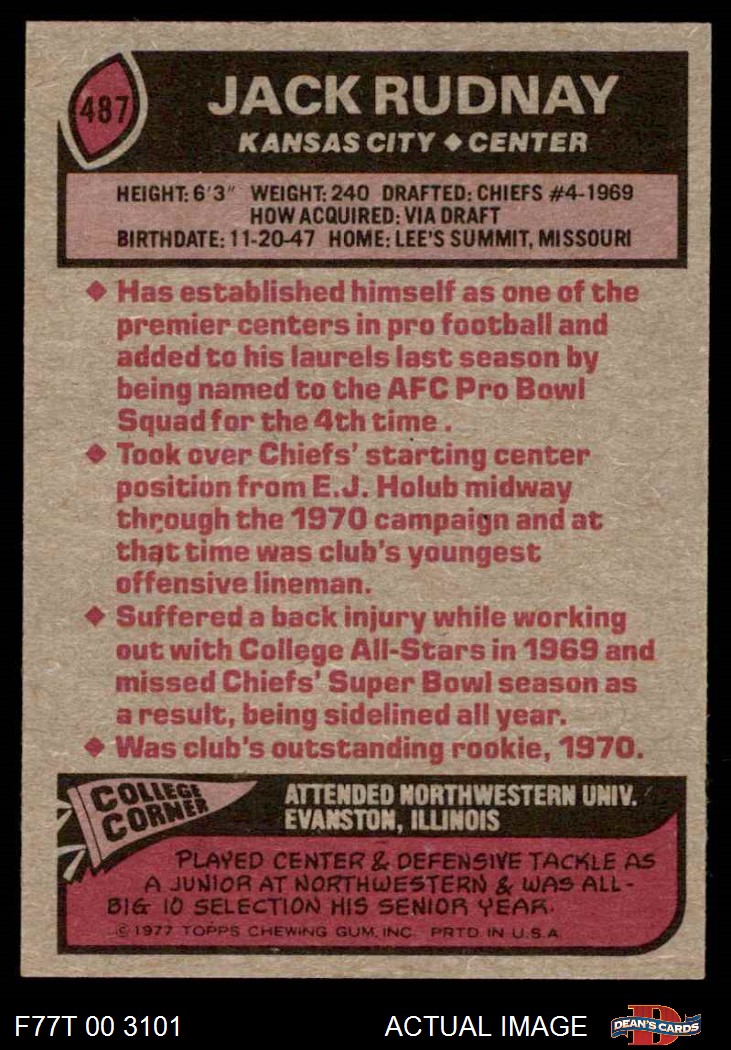 487
JACK RUDNAY
KANSAS CITY ◆ CENTER
HEIGHT: 6'3" WEIGHT: 240 DRAFTED: CHIEFS #4-1969
HOW ACQUIRED: VIA DRAFT
BIRTHDATE: 11-20-47 HOME: LEE'S SUMMIT, MISSOURI
◆ Has established himself as one of the
premier centers in pro football and
added to his laurels last season by
being named to the AFC Pro Bowl
Squad for the 4th time.
◆ Took over Chiefs' starting center
position from E.J. Holub midway
through the 1970 campaign and at
that time was club's youngest
offensive lineman.
◆ Suffered a back injury while working
out with College All-Stars in 1969 and
missed Chiefs' Super Bowl season as
a result, being sidelined all year.
◆ Was club's outstanding rookie, 1970.
COLLEGE
CORNER
ATTENDED NORTHWESTERN UNIV.
EVANSTON, ILLINOIS
PLAYED CENTER & DEFENSIVE TACKLE AS
A JUNIOR AT NORTHWESTERN & WAS ALL-
BIG 10 SELECTION HIS SENIOR YEAR.
© 1977 TOPPS CHEWING GUM, INC. PRTD. IN U.S.A.
F77T 00 3101
ACTUAL IMAGE
D
DEAN'S CARDS